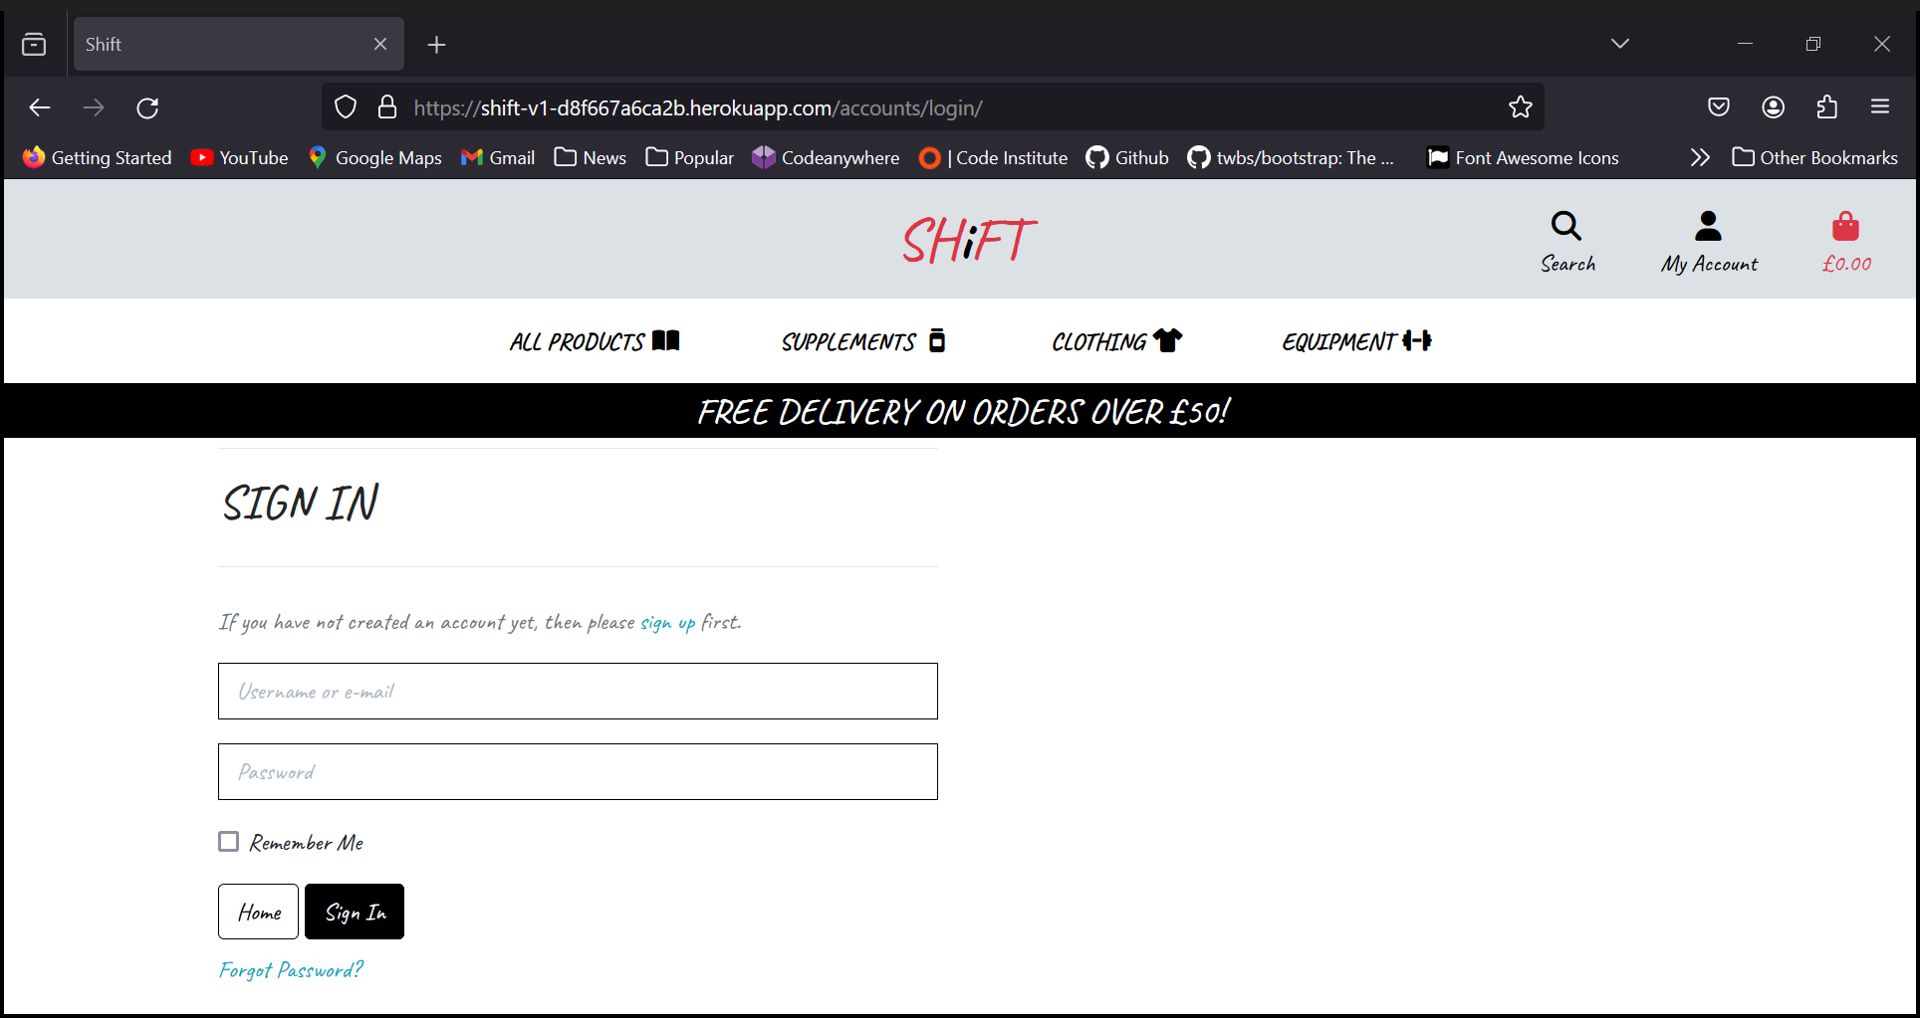 Shift
https://shift-v1-d8f667a6ca2b.herokuapp.com/accounts/login/
Getting Started YouTube Google Maps Gmail News Popular Codeanywhere | Code Institute Github twbs/bootstrap: The ... Font Awesome Icons Other Bookmarks
SHiFT
Search My Account £0.00
ALL PRODUCTS SUPPLEMENTS CLOTHING EQUIPMENT
FREE DELIVERY ON ORDERS OVER £50!
SIGN IN
If you have not created an account yet, then please sign up first.
Username or e-mail
Password
Remember Me
Home Sign In
Forgot Password?